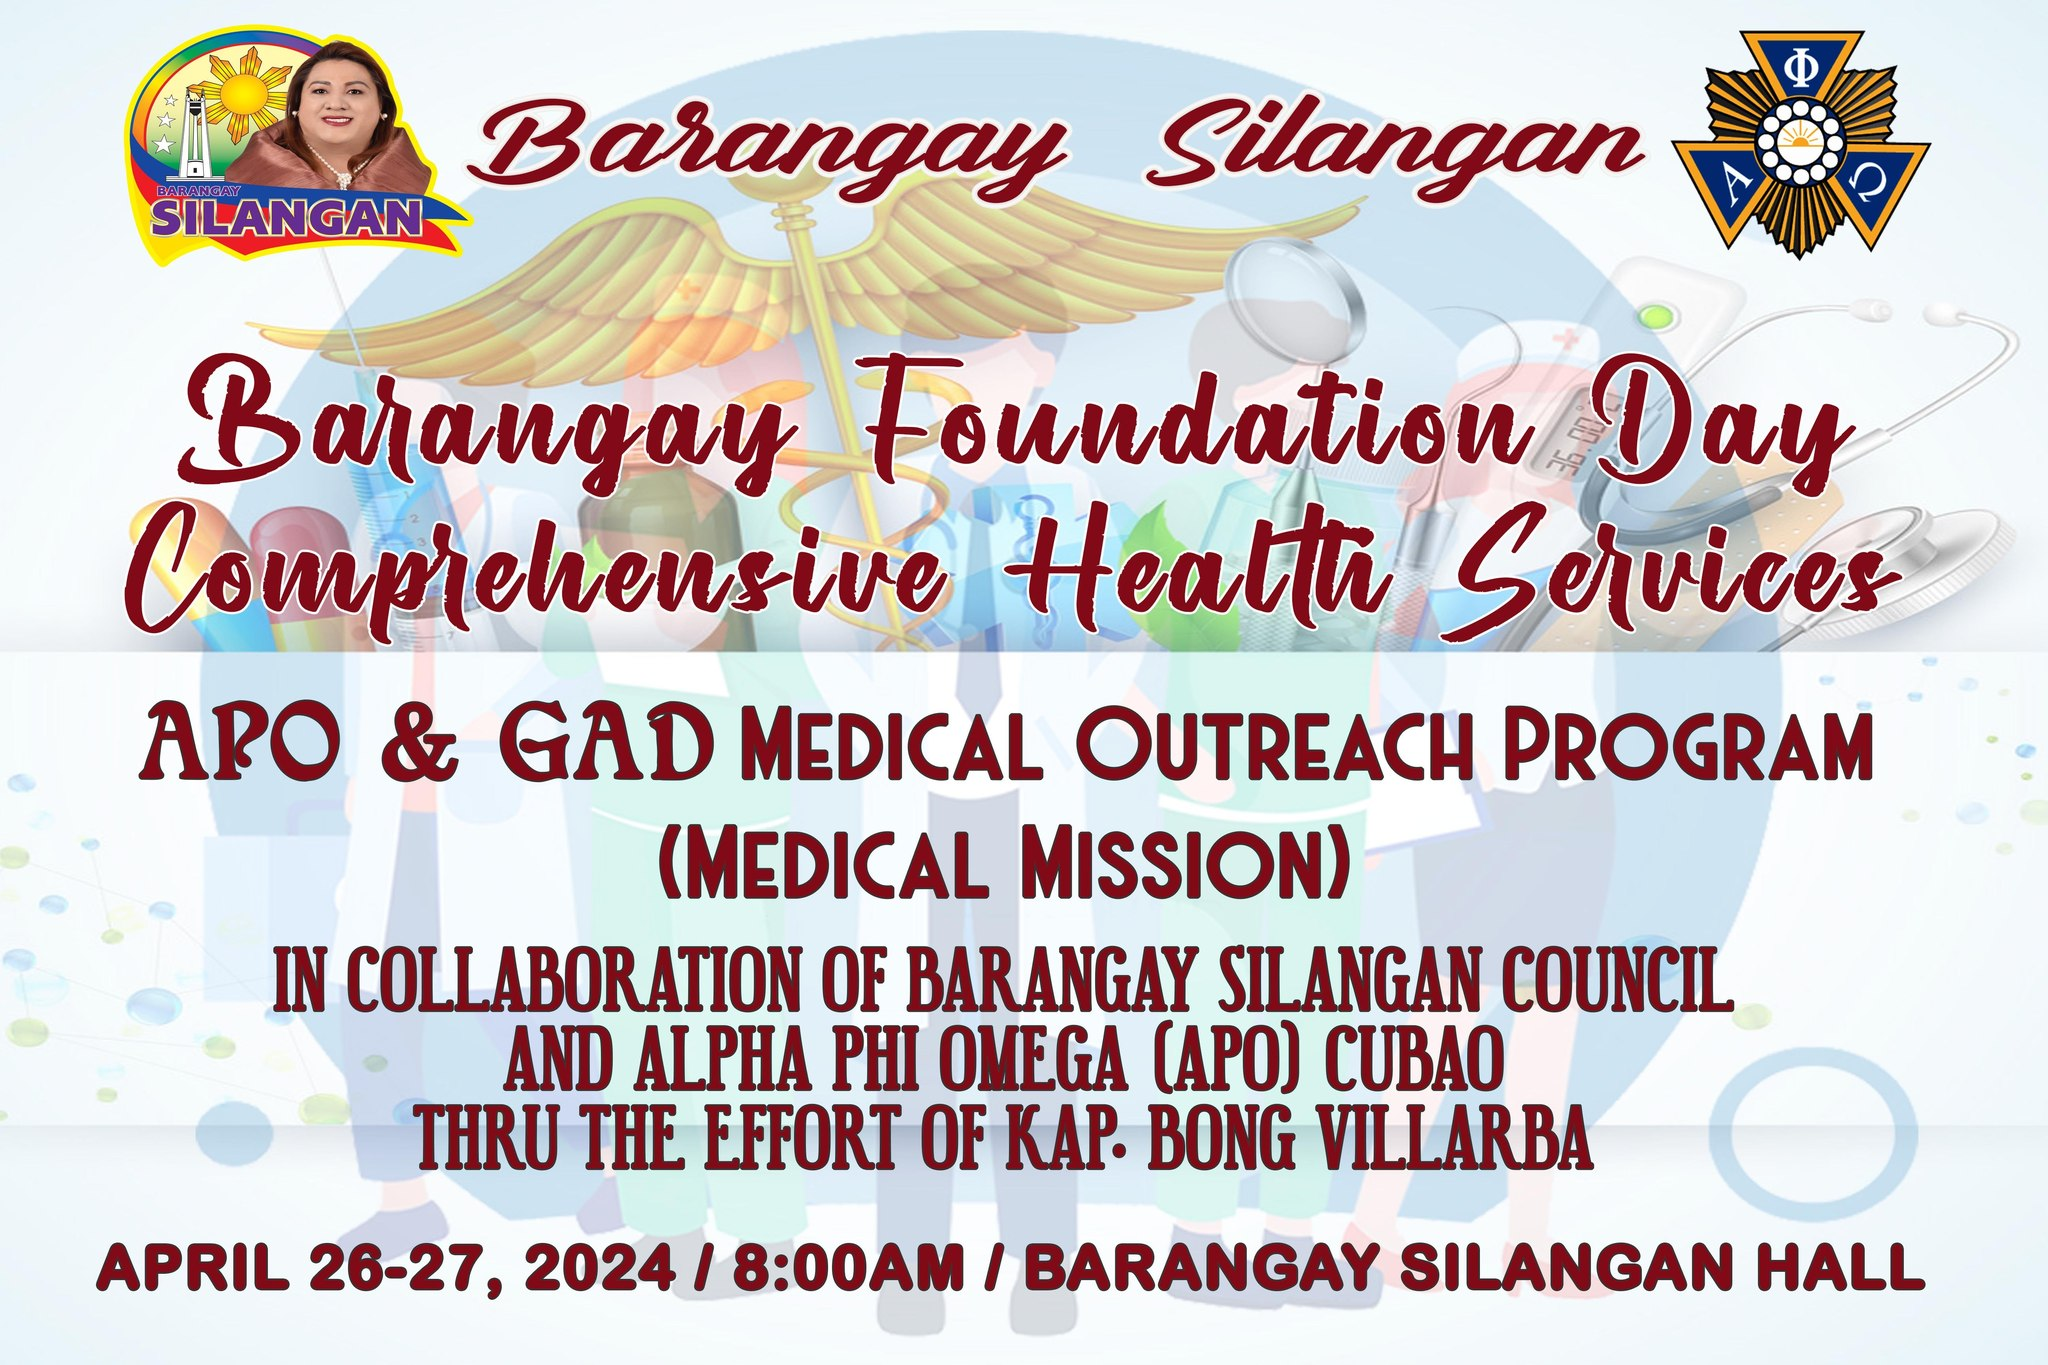 BARANGAY
SILANGAN
Barangay Silangan
Φ
Α Ω
Barangay Foundation Day
36.00°C
Comprehensive Health Services
APO & GAD MEDICAL OUTREACH PROGRAM
(MEDICAL MISSION)
IN COLLABORATION OF BARANGAY SILANGAN COUNCIL
AND ALPHA PHI OMEGA (APO) CUBAO
THRU THE EFFORT OF KAP. BONG VILLARBA
APRIL 26-27, 2024 / 8:00AM / BARANGAY SILANGAN HALL